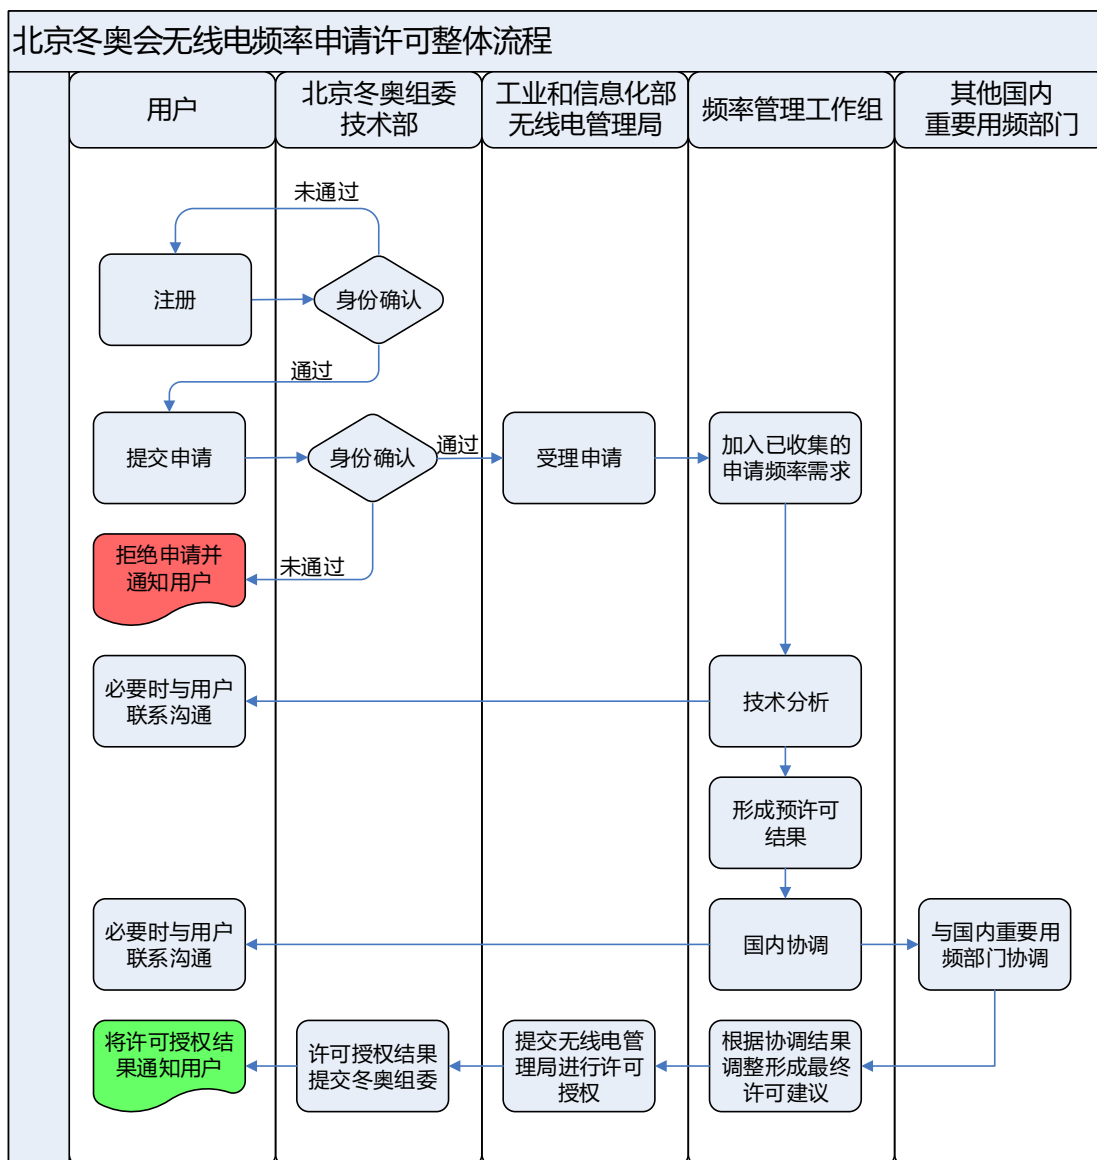 北京冬奥会无线电频率申请许可整体流程
用户
北京冬奥组委
技术部
工业和信息化部
无线电管理局
频率管理工作组
其他国内
重要用频部门
未通过
注册
身份确认
通过
提交申请
身份确认
通过
受理申请
加入已收集的
申请频率需求
拒绝申请并
通知用户
未通过
必要时与用户
联系沟通
技术分析
形成预许可
结果
必要时与用户
联系沟通
国内协调
与国内重要用
频部门协调
将许可授权结
果通知用户
许可授权结果
提交冬奥组委
提交无线电管
理局进行许可
授权
根据协调结果
调整形成最终
许可建议